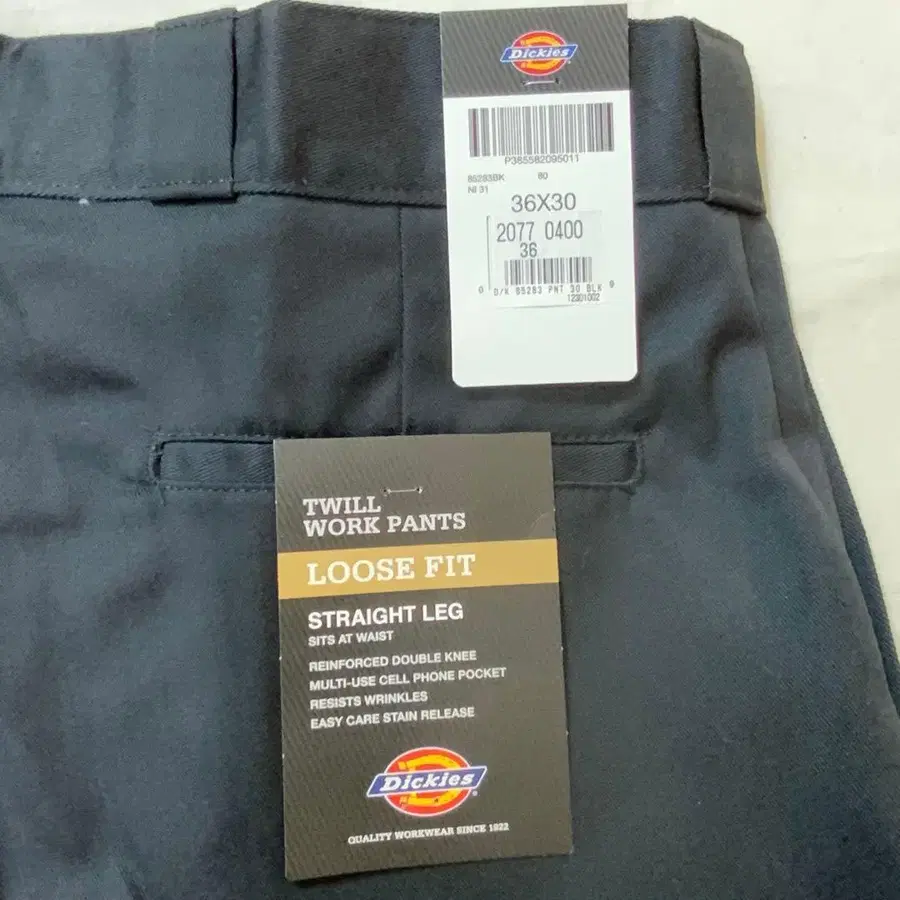 Dickies
P385582095011
85283BK 80
NI 31
36X30
2077 0400
36
0 D/K 85283 PNT 30 BLK 9
12301002
TWILL
WORK PANTS
LOOSE FIT
STRAIGHT LEG
SITS AT WAIST
REINFORCED DOUBLE KNEE
MULTI-USE CELL PHONE POCKET
RESISTS WRINKLES
EASY CARE STAIN RELEASE
Dickies
QUALITY WORKWEAR SINCE 1922